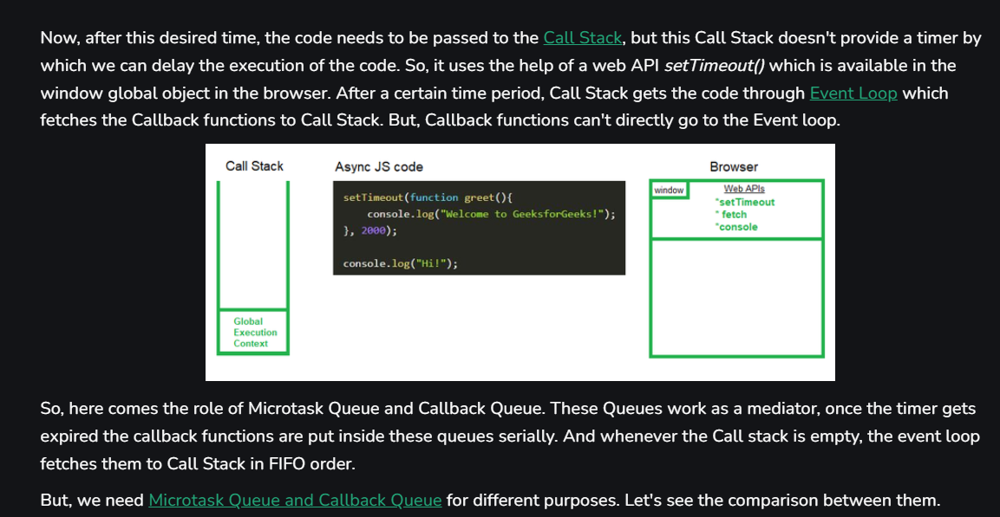 Now, after this desired time, the code needs to be passed to the Call Stack, but this Call Stack doesn't provide a timer by
which we can delay the execution of the code. So, it uses the help of a web API setTimeout() which is available in the
window global object in the browser. After a certain time period, Call Stack gets the code through Event Loop which
fetches the Callback functions to Call Stack. But, Callback functions can't directly go to the Event loop.
Call Stack
Global
Execution
Context
Async JS code
setTimeout(function greet(){
    console.log("Welcome to GeeksforGeeks!");
}, 2000);
console.log("Hi!");
Browser
window
Web APIs
*setTimeout
* fetch
*console
So, here comes the role of Microtask Queue and Callback Queue. These Queues work as a mediator, once the timer gets
expired the callback functions are put inside these queues serially. And whenever the Call stack is empty, the event loop
fetches them to Call Stack in FIFO order.
But, we need Microtask Queue and Callback Queue for different purposes. Let's see the comparison between them.